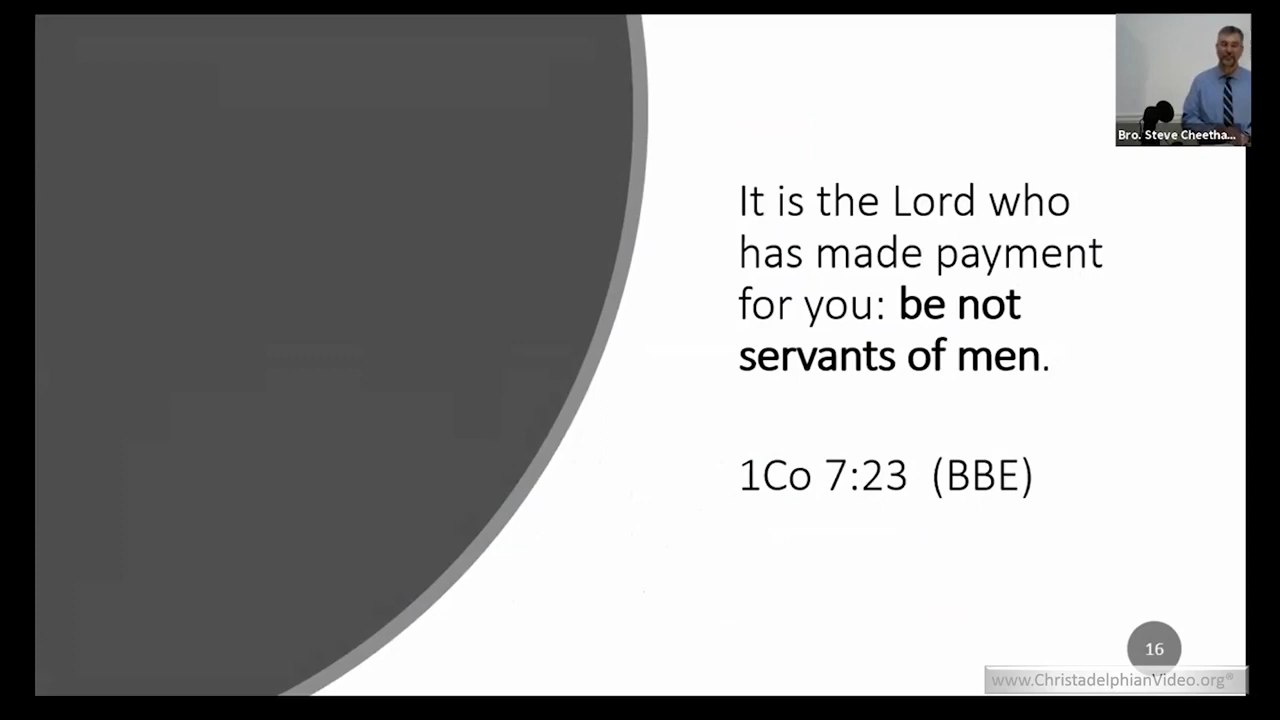 Bro. Steve Cheetha...
It is the Lord who
has made payment
for you: be not
servants of men.
1Co 7:23 (BBE)
16
www.ChristadelphianVideo.org®